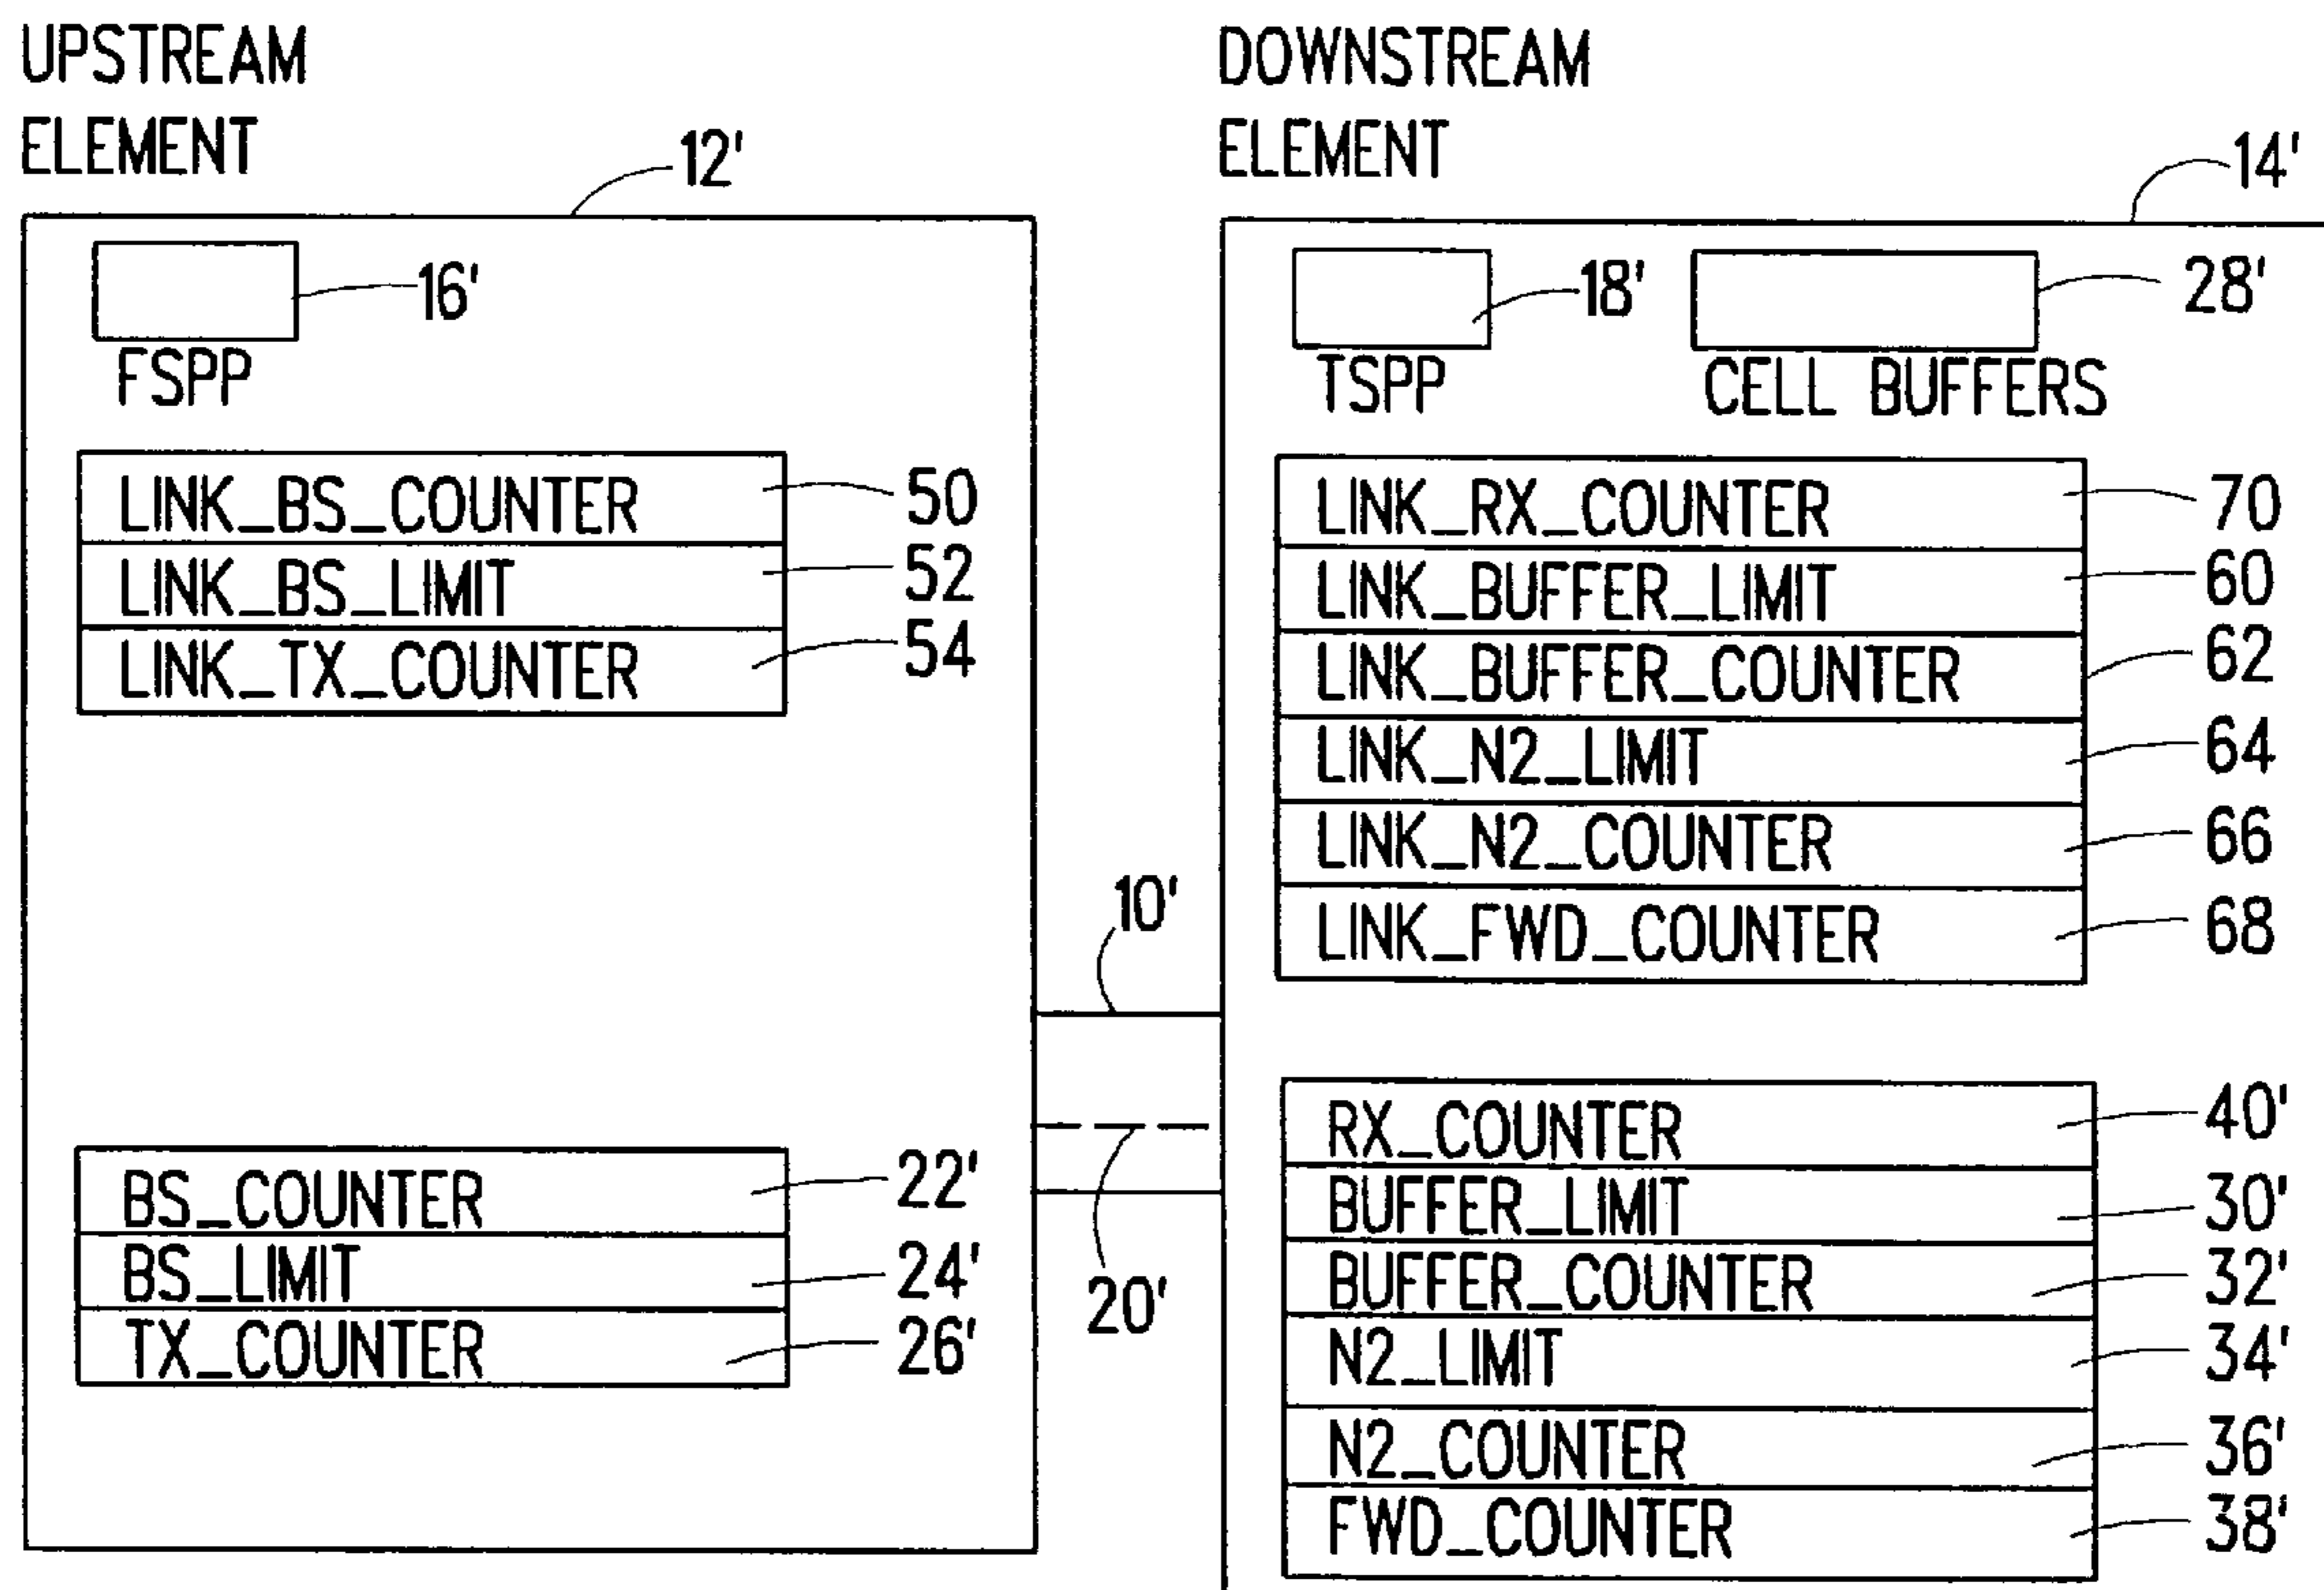 UPSTREAM
ELEMENT
12'
16'
FSPP
LINK_BS_COUNTER 50
LINK_BS_LIMIT 52
LINK_TX_COUNTER 54
BS_COUNTER 22'
BS_LIMIT 24'
TX_COUNTER 26'
10'
20'
DOWNSTREAM
ELEMENT
14'
18'
28'
TSPP
CELL BUFFERS
LINK_RX_COUNTER 70
LINK_BUFFER_LIMIT 60
LINK_BUFFER_COUNTER 62
LINK_N2_LIMIT 64
LINK_N2_COUNTER 66
LINK_FWD_COUNTER 68
RX_COUNTER 40'
BUFFER_LIMIT 30'
BUFFER_COUNTER 32'
N2_LIMIT 34'
N2_COUNTER 36'
FWD_COUNTER 38'